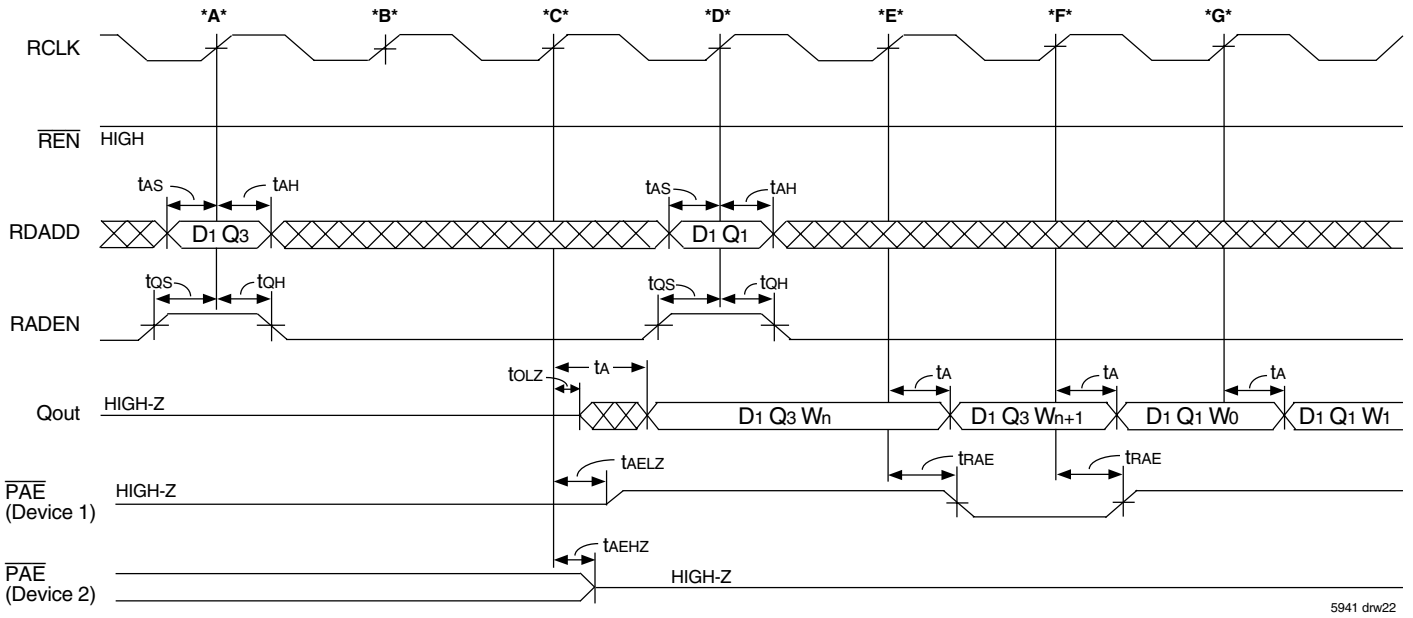 *A* *B* *C* *D* *E* *F* *G*
RCLK
REN HIGH
tAS tAH tAS tAH
RDADD D1 Q3 D1 Q1
tQS tQH tQS tQH
RADEN
tOLZ tA tA tA tA
Qout HIGH-Z D1 Q3 Wn D1 Q3 Wn+1 D1 Q1 W0 D1 Q1 W1
tAELZ tRAE tRAE
PAE HIGH-Z
(Device 1)
tAEHZ
PAE HIGH-Z
(Device 2)
5941 drw22